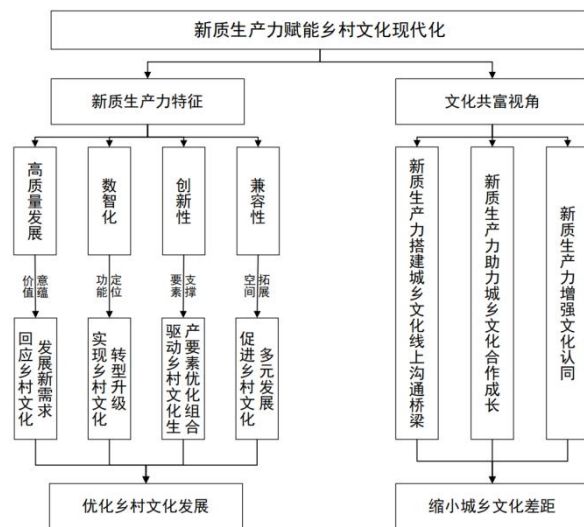 新质生产力赋能乡村文化现代化
新质生产力特征
文化共富视角
高质量发展
数智化
创新性
兼容性
新质生产力搭建城乡文化线上沟通桥梁
新质生产力助力城乡文化合作成长
新质生产力增强文化认同
价值
意蕴
功能
定位
要素
支撑
空间
拓展
回应乡村文化
发展新需求
实现乡村文化
转型升级
驱动乡村文化生
产要素优化组合
促进乡村文化
多元发展
优化乡村文化发展
缩小城乡文化差距